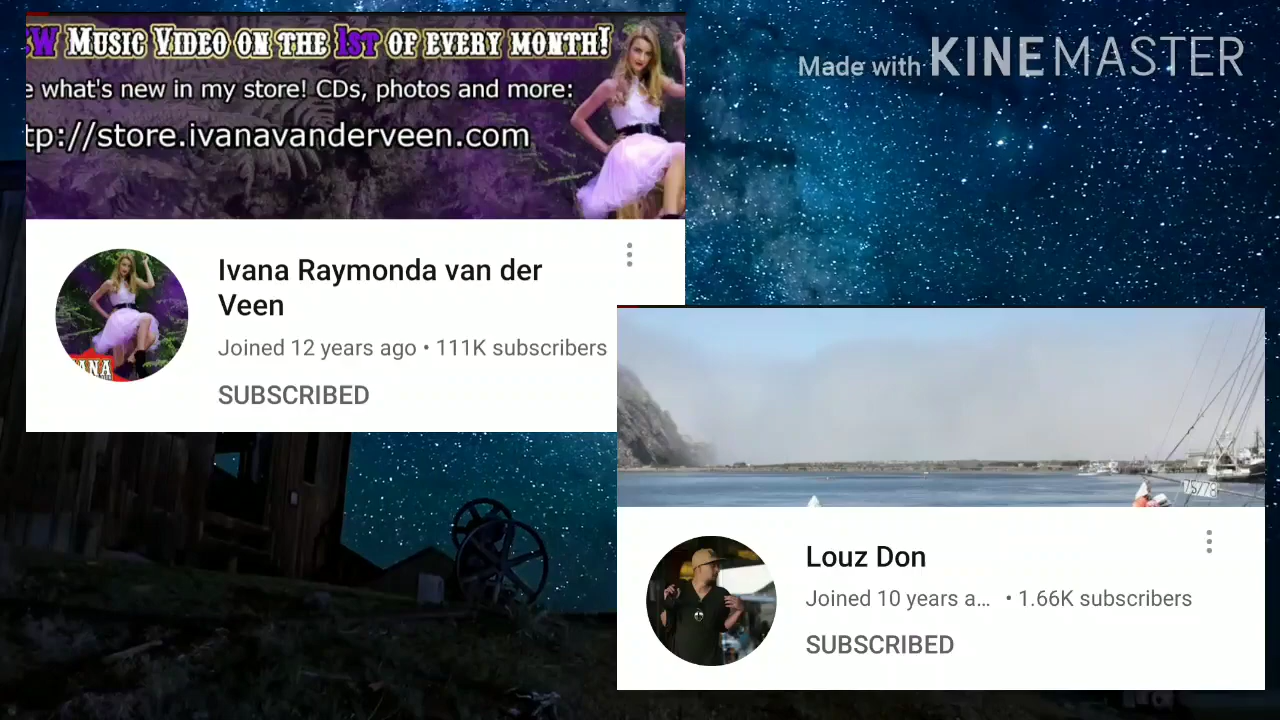 W MUSIC VIDEO ON THE 1ST OF EVERY MONTH!
e what's new in my store! CDs, photos and more:
tp://store.ivanavanderveen.com
Made with KINEMASTER
Ivana Raymonda van der
Veen
Joined 12 years ago • 111K subscribers
SUBSCRIBED
ANA
75778
Louz Don
Joined 10 years a... • 1.66K subscribers
SUBSCRIBED